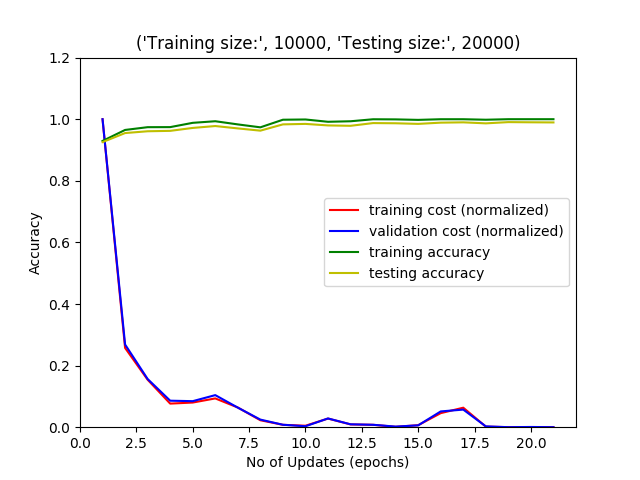 ('Training size:', 10000, 'Testing size:', 20000)
1.2
1.0
0.8
0.6
0.4
0.2
0.0
Accuracy
training cost (normalized)
validation cost (normalized)
training accuracy
testing accuracy
0.0 2.5 5.0 7.5 10.0 12.5 15.0 17.5 20.0
No of Updates (epochs)